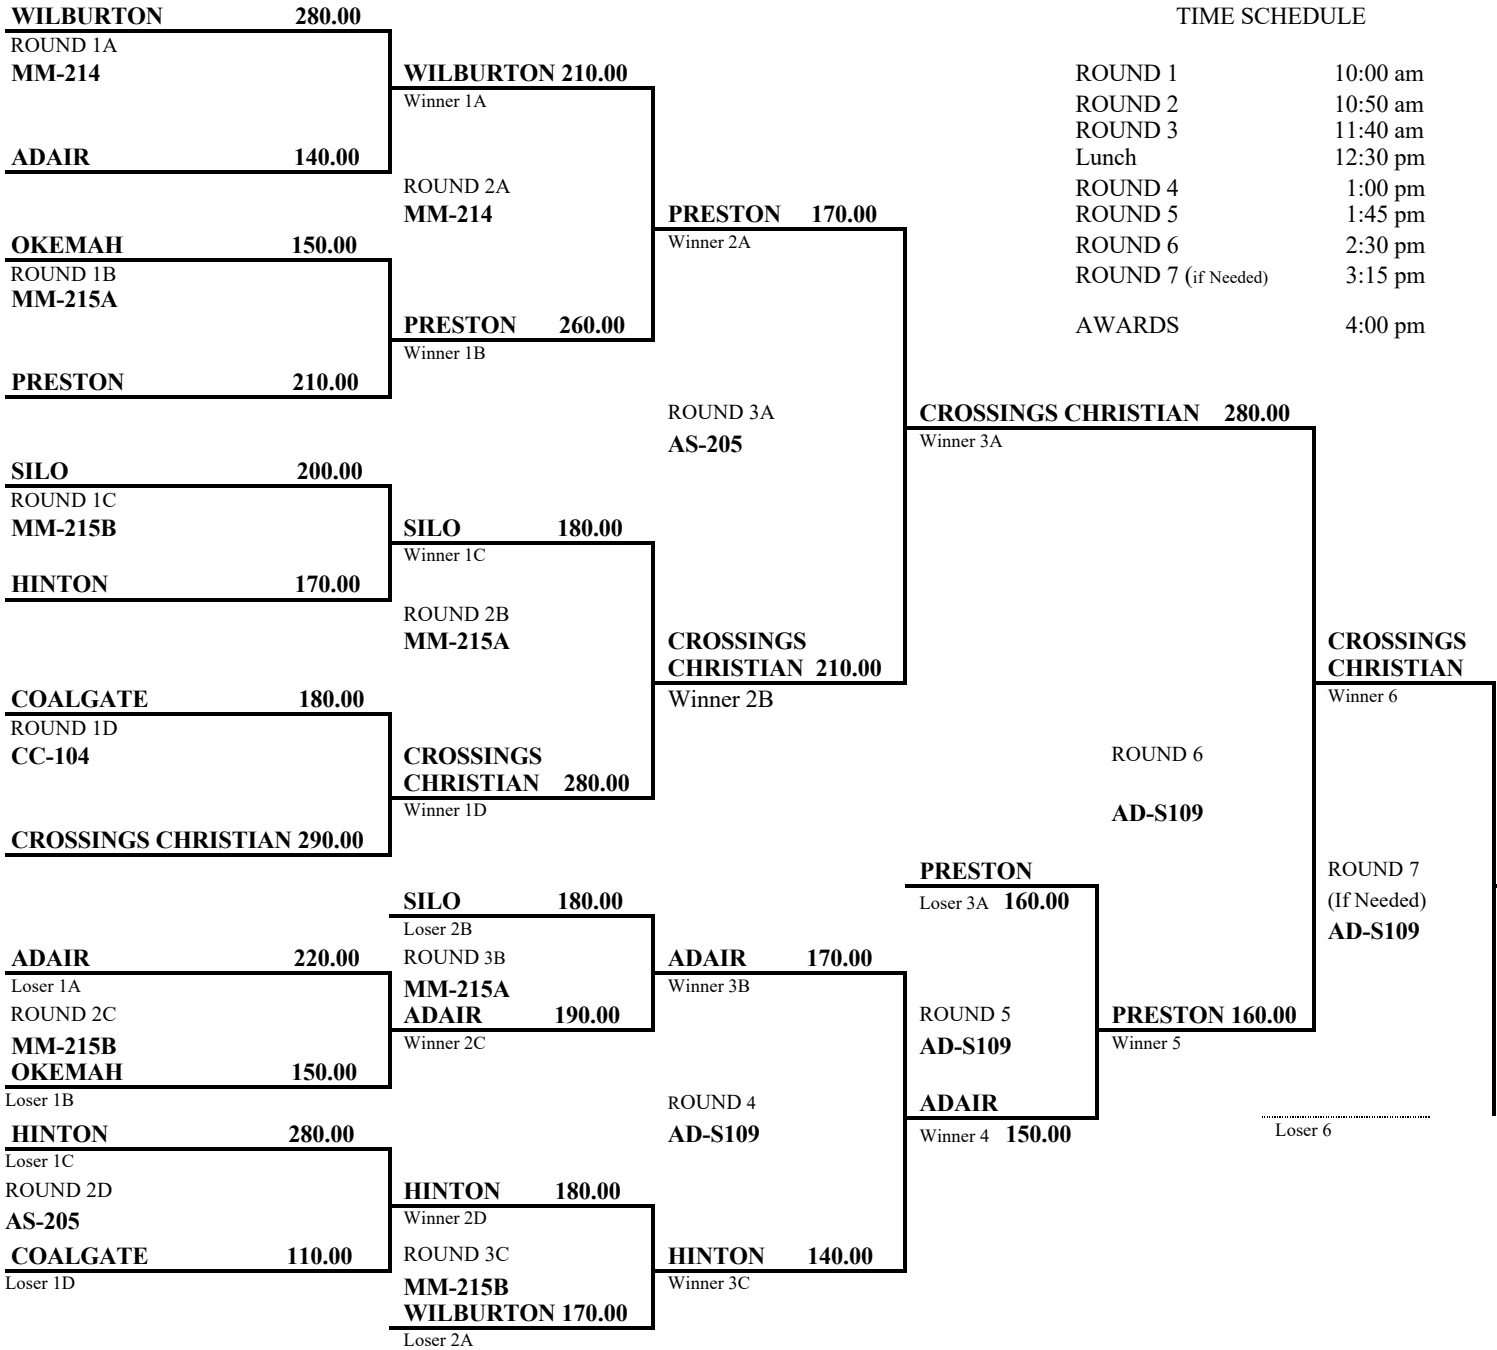 WILBURTON 280.00
ROUND 1A
MM-214
ADAIR 140.00
OKEMAH 150.00
ROUND 1B
MM-215A
PRESTON 210.00
SILO 200.00
ROUND 1C
MM-215B
HINTON 170.00
COALGATE 180.00
ROUND 1D
CC-104
CROSSINGS CHRISTIAN 290.00
ADAIR 220.00
Loser 1A
ROUND 2C
MM-215B
OKEMAH 150.00
Loser 1B
HINTON 280.00
Loser 1C
ROUND 2D
AS-205
COALGATE 110.00
Loser 1D
WILBURTON 210.00
Winner 1A
ROUND 2A
MM-214
PRESTON 260.00
Winner 1B
SILO 180.00
Winner 1C
ROUND 2B
MM-215A
CROSSINGS
CHRISTIAN 280.00
Winner 1D
SILO 180.00
Loser 2B
ROUND 3B
MM-215A
ADAIR 190.00
Winner 2C
HINTON 180.00
Winner 2D
ROUND 3C
MM-215B
WILBURTON 170.00
Loser 2A
PRESTON 170.00
Winner 2A
ROUND 3A
AS-205
CROSSINGS
CHRISTIAN 210.00
Winner 2B
ADAIR 170.00
Winner 3B
ROUND 4
AD-S109
HINTON 140.00
Winner 3C
CROSSINGS CHRISTIAN 280.00
Winner 3A
PRESTON
Loser 3A 160.00
ROUND 5
AD-S109
ADAIR
Winner 4 150.00
ROUND 6
AD-S109
PRESTON 160.00
Winner 5
CROSSINGS
CHRISTIAN
Winner 6
ROUND 7
(If Needed)
AD-S109
Loser 6
TIME SCHEDULE
ROUND 1 10:00 am
ROUND 2 10:50 am
ROUND 3 11:40 am
Lunch 12:30 pm
ROUND 4 1:00 pm
ROUND 5 1:45 pm
ROUND 6 2:30 pm
ROUND 7 (if Needed) 3:15 pm
AWARDS 4:00 pm